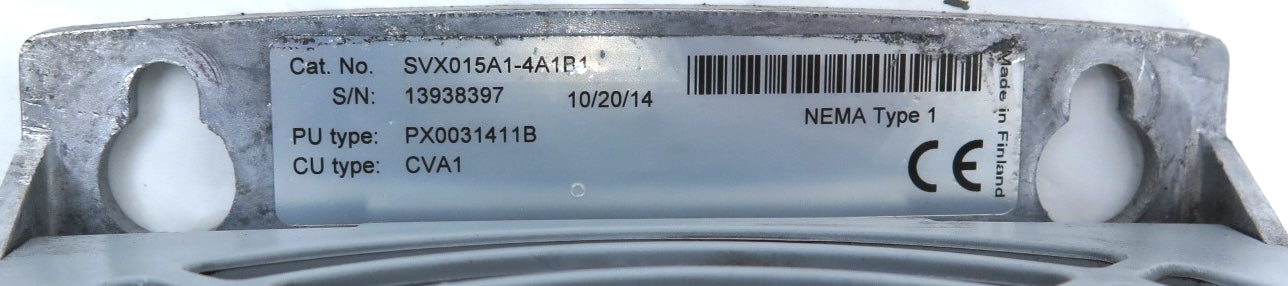 Cat. No. SVX015A1-4A1B1
S/N: 13938397 10/20/14
NEMA Type 1
PU type: PX0031411B
CU type: CVA1
CE
Made in Finland